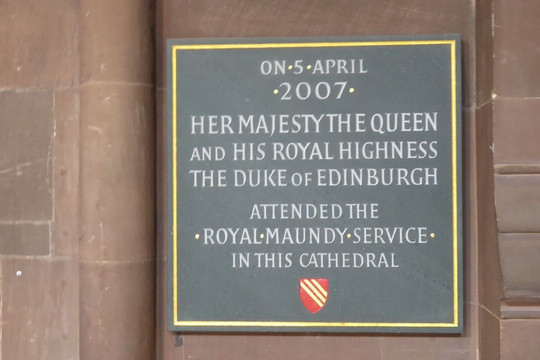 ON·5·APRIL
·2007·
HER MAJESTY THE QUEEN
AND HIS ROYAL HIGHNESS
THE DUKE OF EDINBURGH
ATTENDED THE
·ROYAL·MAUNDY·SERVICE·
IN THIS CATHEDRAL